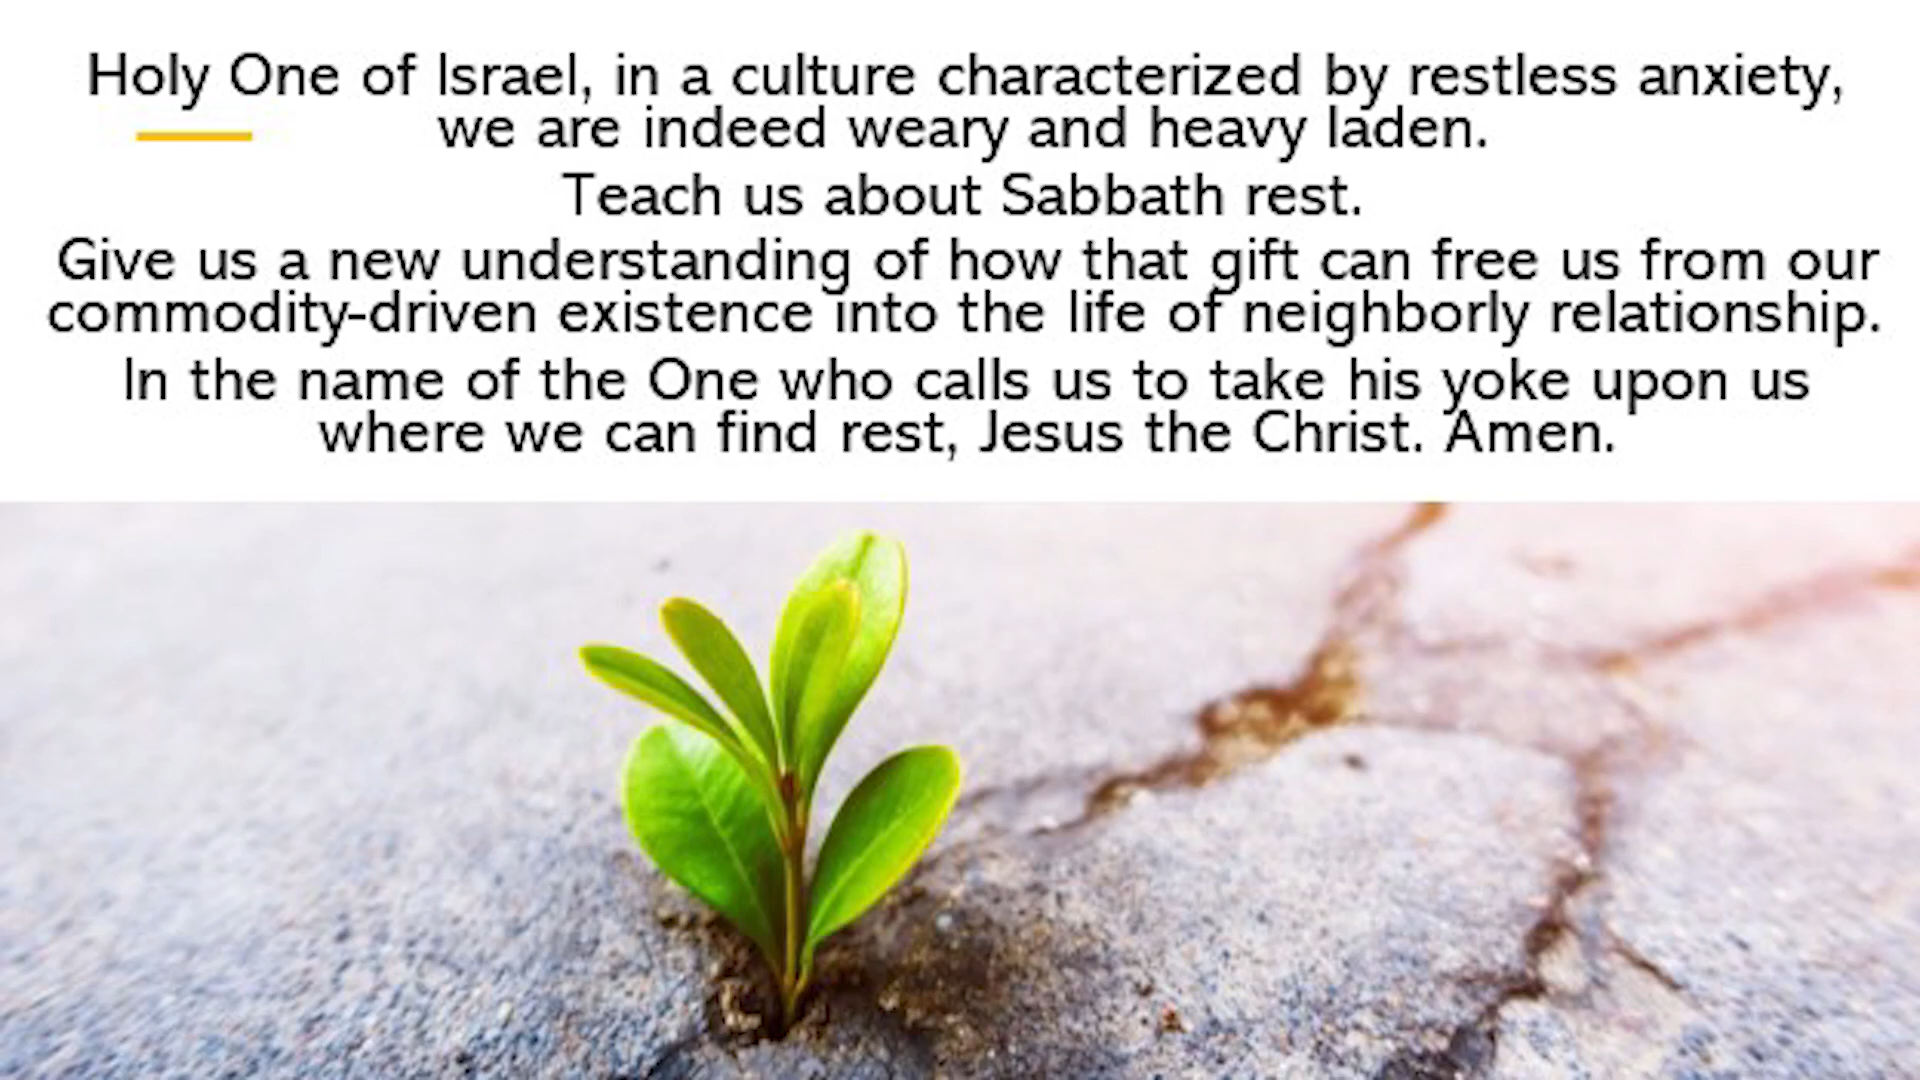 Holy One of Israel, in a culture characterized by restless anxiety,
we are indeed weary and heavy laden.
Teach us about Sabbath rest.
Give us a new understanding of how that gift can free us from our
commodity-driven existence into the life of neighborly relationship.
In the name of the One who calls us to take his yoke upon us
where we can find rest, Jesus the Christ. Amen.